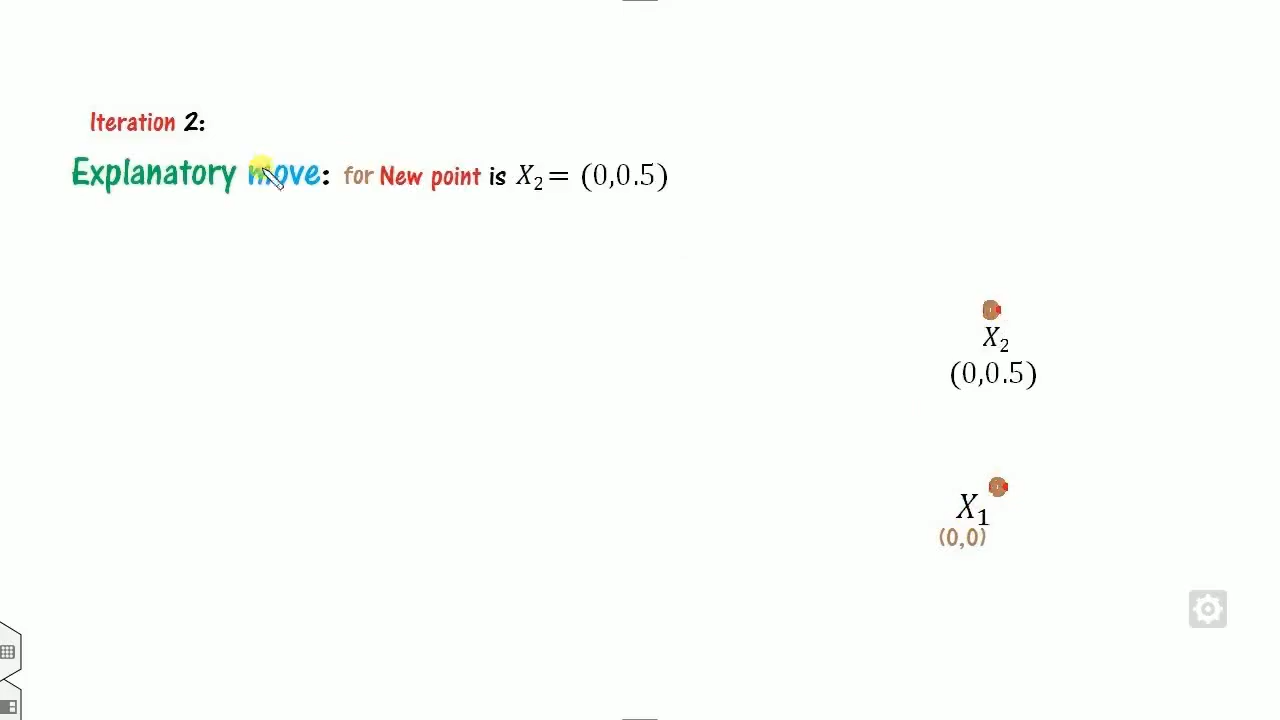 Iteration 2:
Explanatory move: for New point is X₂ = (0,0.5)
X₂
(0,0.5)
X₁
(0,0)